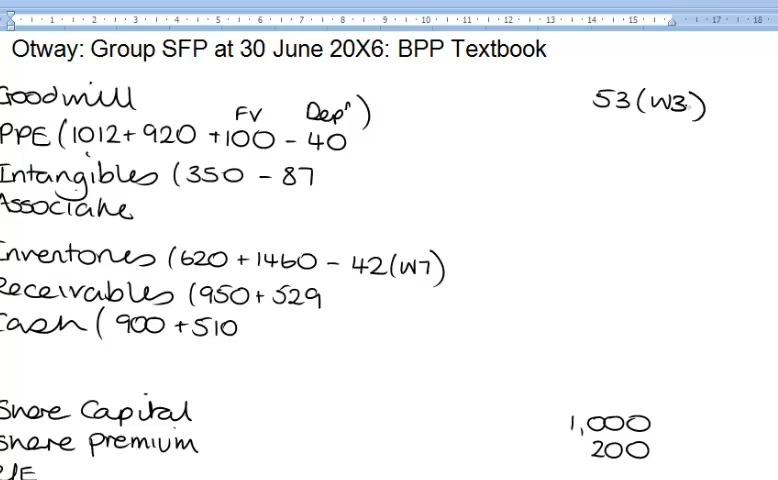 Otway: Group SFP at 30 June 20X6: BPP Textbook
Goodwill 53 (W3)
FV Depⁿ
PPE (1012 + 920 + 100 - 40)
Intangibles (350 - 87
Associate
Inventories (620 + 1460 - 42 (W7)
Receivables (950 + 529
Cash (900 + 510
Share Capital 1,000
Share premium 200